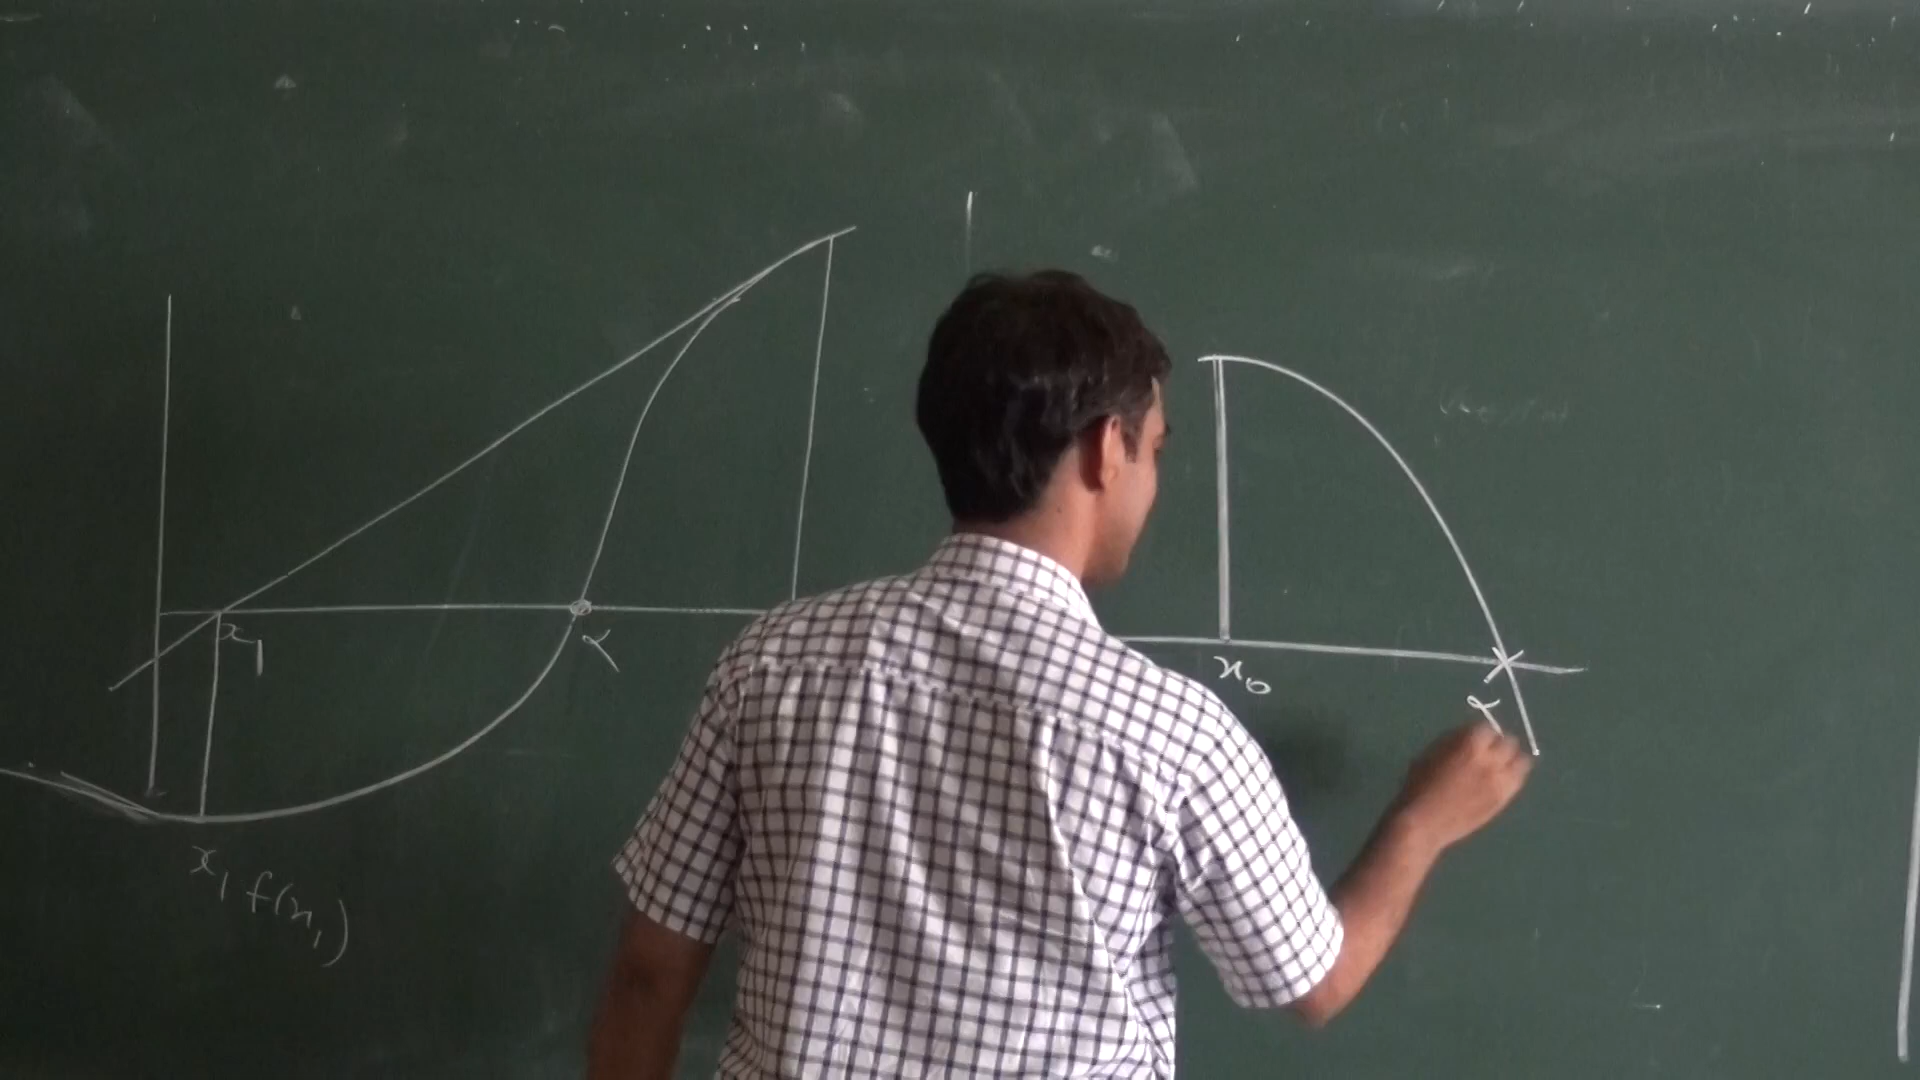 x₁
α
x₁ f(x₁)
x₀
α